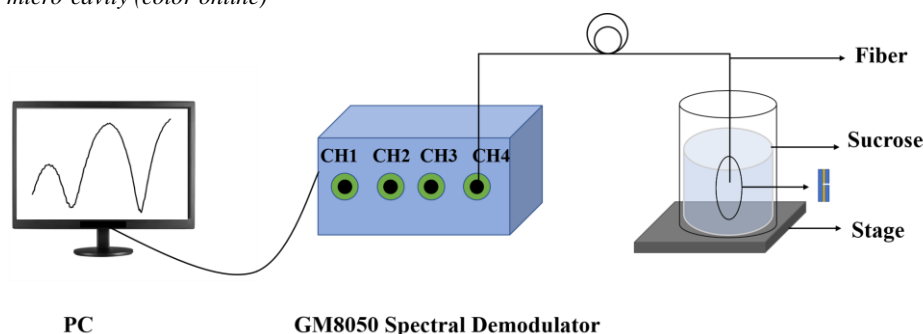 micro-cavity (color online)
Fiber
CH1 CH2 CH3 CH4
Sucrose
Stage
PC
GM8050 Spectral Demodulator